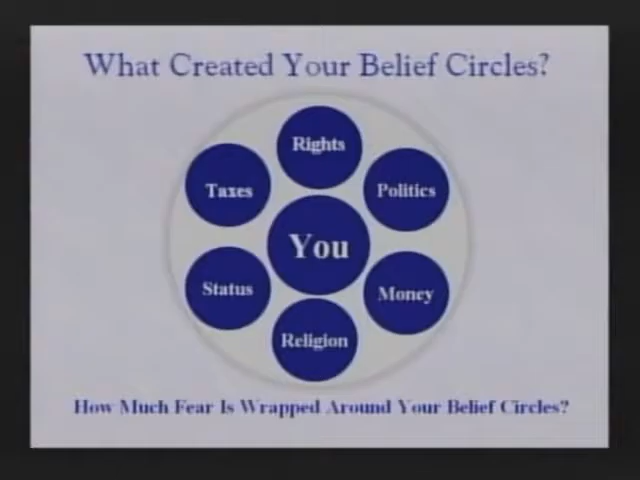 What Created Your Belief Circles?
Rights
Taxes
Politics
You
Status
Money
Religion
How Much Fear Is Wrapped Around Your Belief Circles?